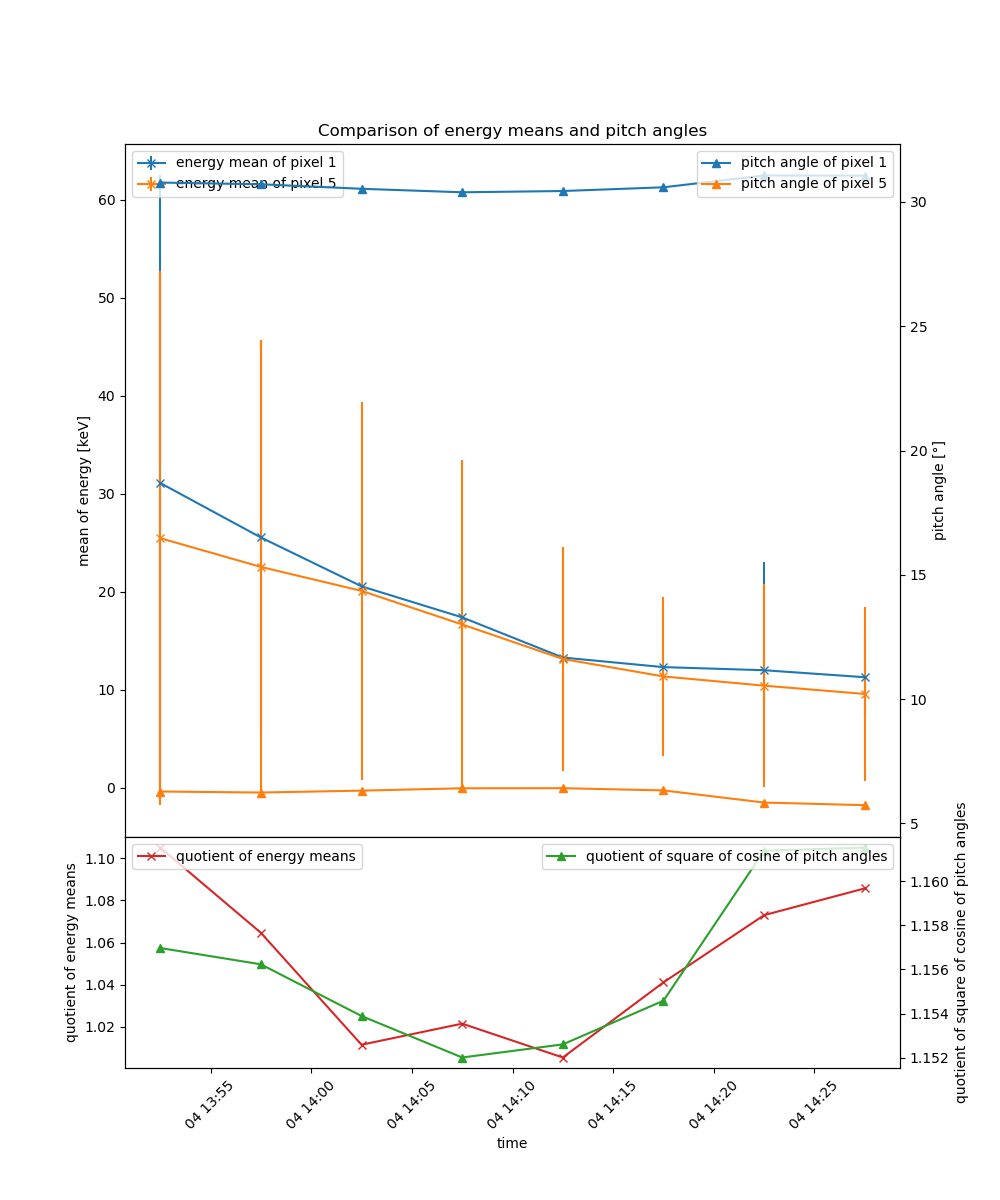 Comparison of energy means and pitch angles
energy mean of pixel 1
energy mean of pixel 5
pitch angle of pixel 1
pitch angle of pixel 5
mean of energy [keV]
60
50
40
30
20
10
0
pitch angle [°]
30
25
20
15
10
5
quotient of energy means
quotient of square of cosine of pitch angles
quotient of energy means
1.10
1.08
1.06
1.04
1.02
quotient of square of cosine of pitch angles
1.160
1.158
1.156
1.154
1.152
04 13:55
04 14:00
04 14:05
04 14:10
04 14:15
04 14:20
04 14:25
time